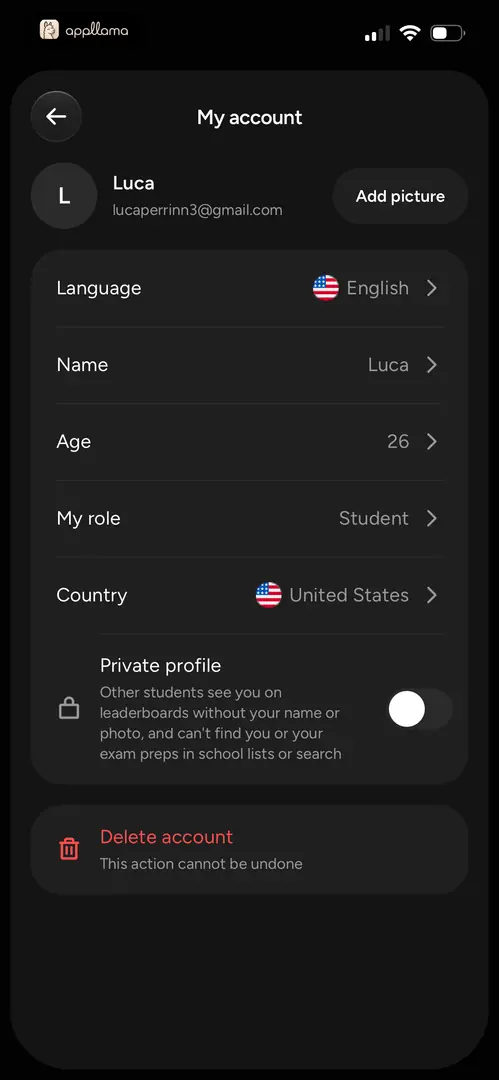 appllama
My account
L
Luca
lucaperrinn3@gmail.com
Add picture
Language
English
Name
Luca
Age
26
My role
Student
Country
United States
Private profile
Other students see you on
leaderboards without your name or
photo, and can't find you or your
exam preps in school lists or search
Delete account
This action cannot be undone